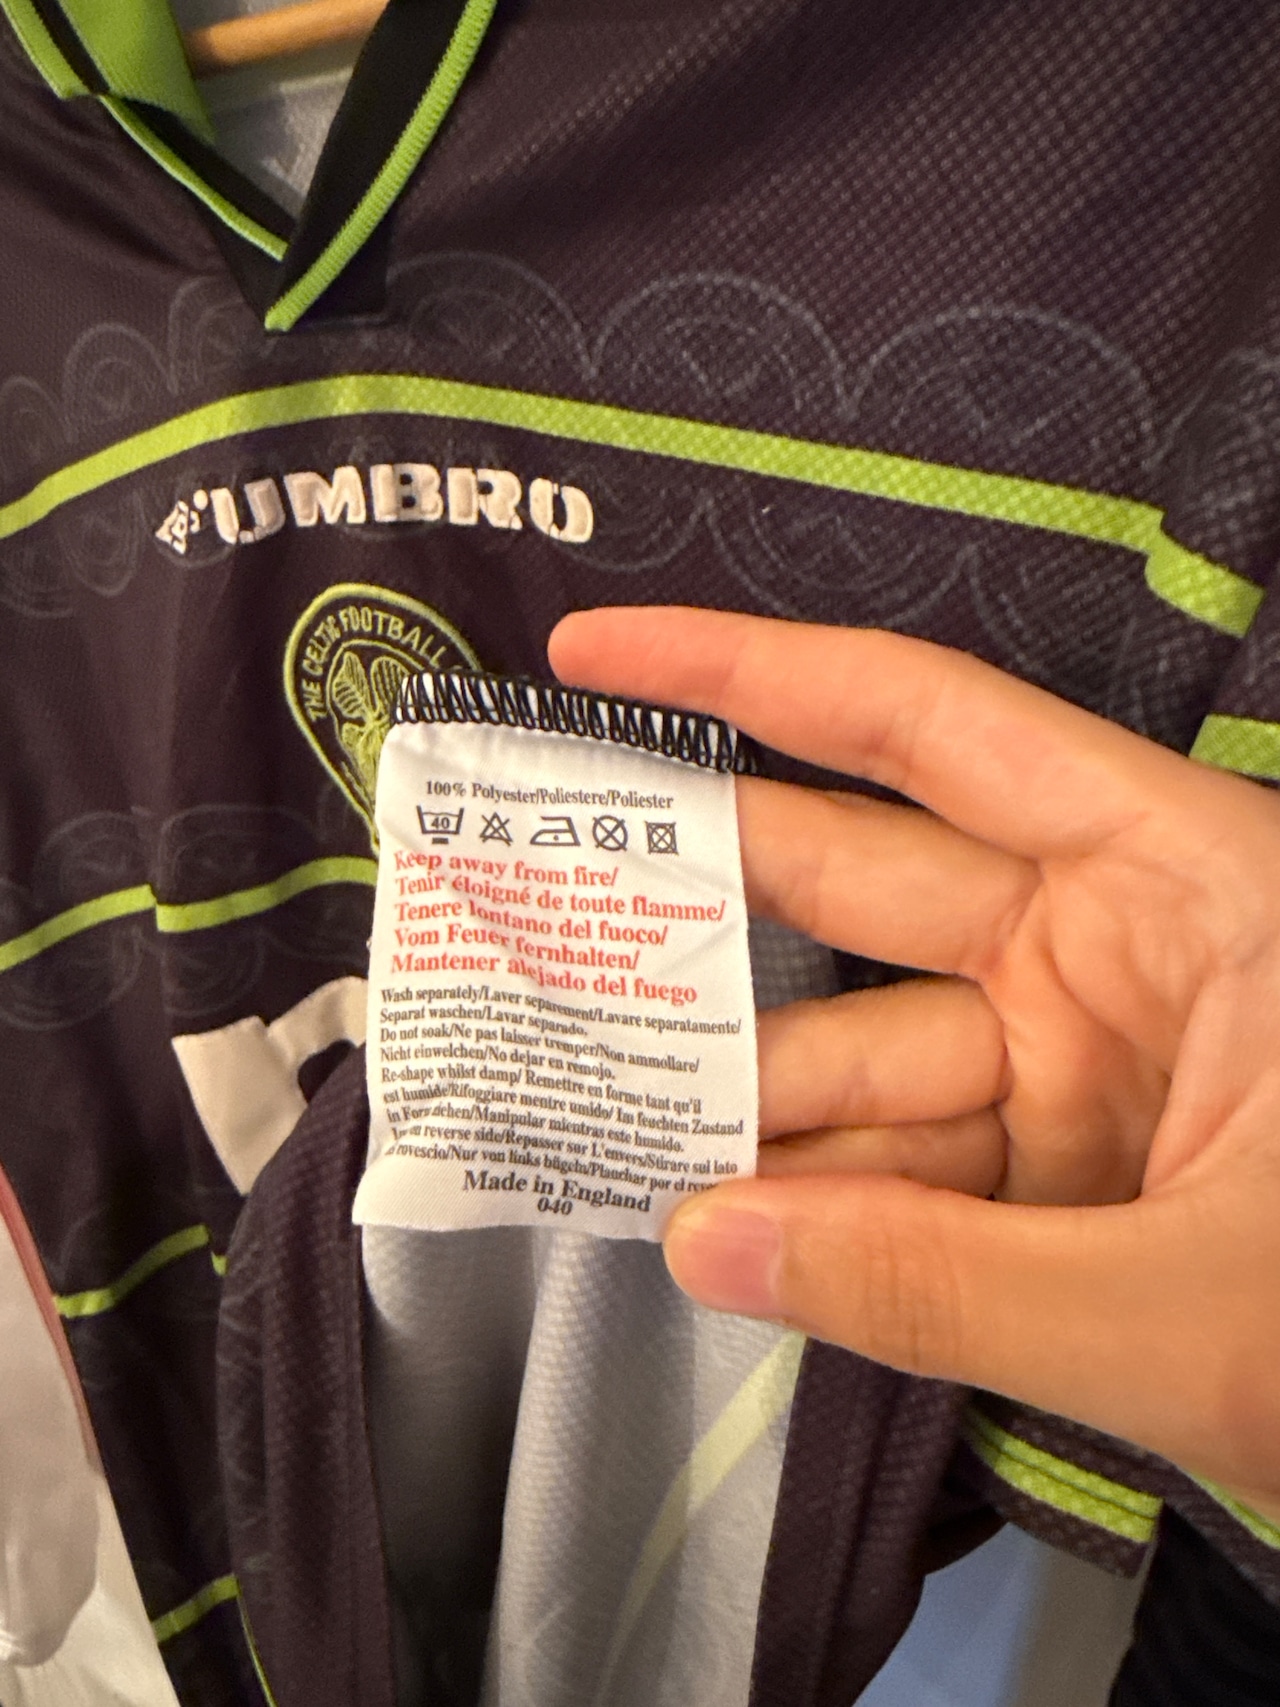 UMBRO
THE CELTIC FOOTBALL
100% Polyester/Poliestere/Poliester
40
Keep away from fire/
Tenir éloigné de toute flamme/
Tenere lontano del fuoco/
Vom Feuer fernhalten/
Mantener alejado del fuego
Wash separately/Laver separement/Lavare separatamente/
Separat waschen/Lavar separado.
Do not soak/Ne pas laisser tremper/Non ammollare/
Nicht einweichen/No dejar en remojo.
Re-shape whilst damp/ Remettre en forme tant qu'il
est humide/Rifoggiare mentre umido/ Im feuchten Zustand
in Form ziehen/Manipular mientras este humido.
reverse side/Repasser sur L'envers/Stirare sul lato
rovescio/Nur von links bügeln/Planchar por el
Made in England
040